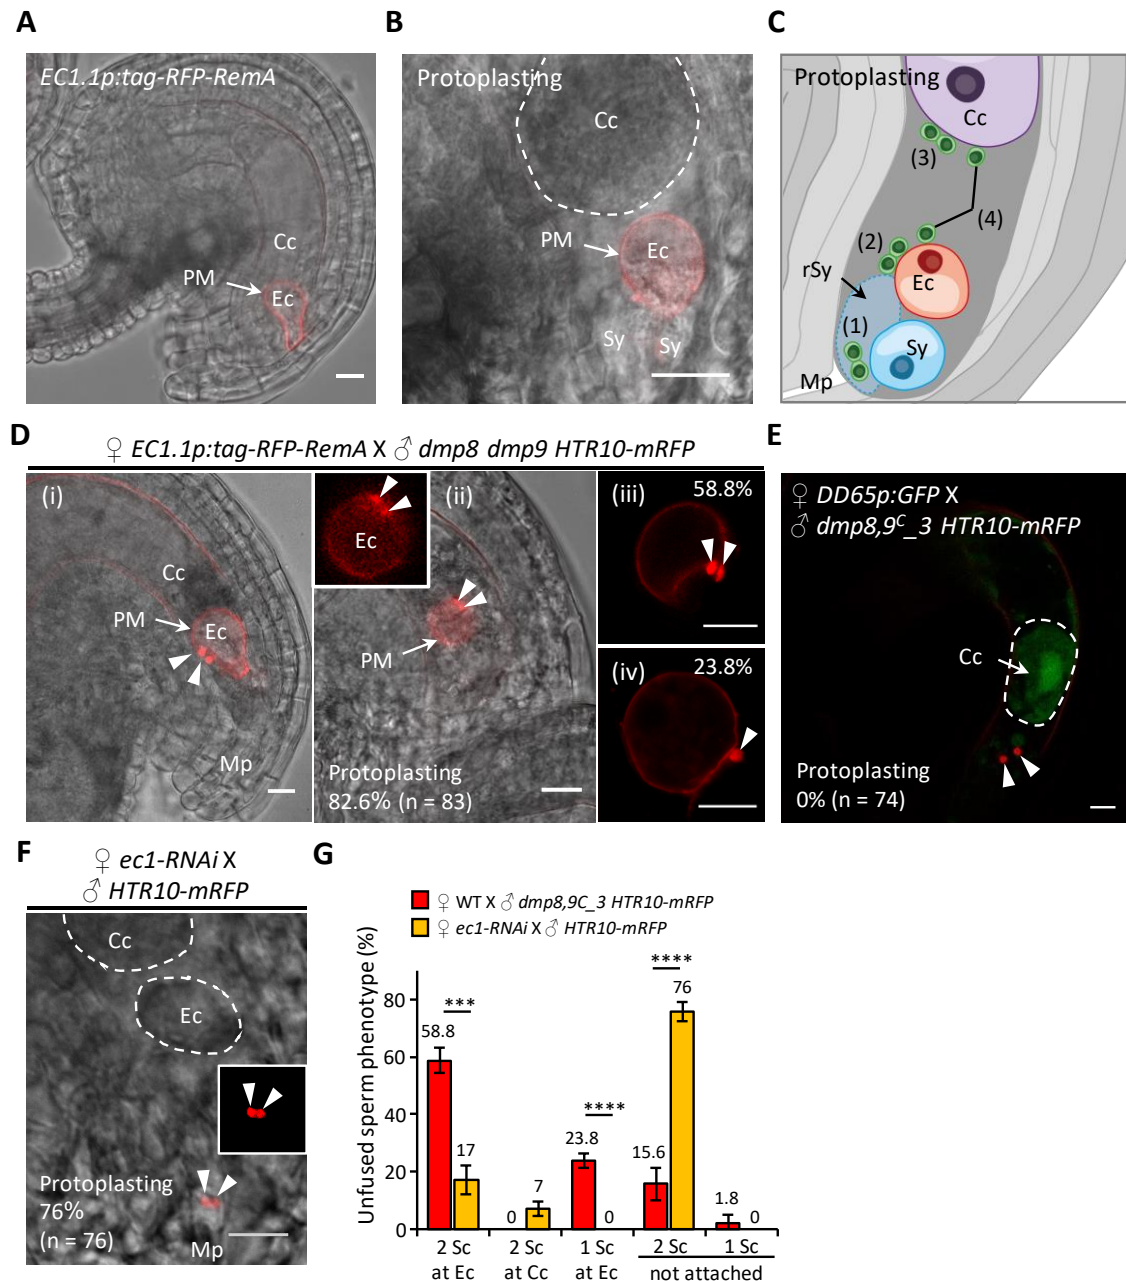 A
EC1.1p:tag-RFP-RemA
Cc
PM
Ec
B
Protoplasting
Cc
PM
Ec
Sy
Sy
C
Protoplasting
Cc
(3)
(4)
(2)
rSy
Ec
(1)
Sy
Mp
D
♀ EC1.1p:tag-RFP-RemA X ♂ dmp8 dmp9 HTR10-mRFP
(i)
Cc
PM
Ec
Mp
Ec
(ii)
PM
Protoplasting
82.6% (n = 83)
(iii)
58.8%
(iv)
23.8%
E
♀ DD65p:GFP X
♂ dmp8,9ᶜ_3 HTR10-mRFP
Cc
Protoplasting
0% (n = 74)
F
♀ ec1-RNAi X
♂ HTR10-mRFP
Cc
Ec
Protoplasting
76%
(n = 76)
Mp
G
♀ WT X ♂ dmp8,9C_3 HTR10-mRFP
♀ ec1-RNAi X ♂ HTR10-mRFP
Unfused sperm phenotype (%)
80
60
40
20
0
58.8
***
17
0
7
23.8
****
0
15.6
****
76
1.8
0
2 Sc
at Ec
2 Sc
at Cc
1 Sc
at Ec
2 Sc
1 Sc
not attached